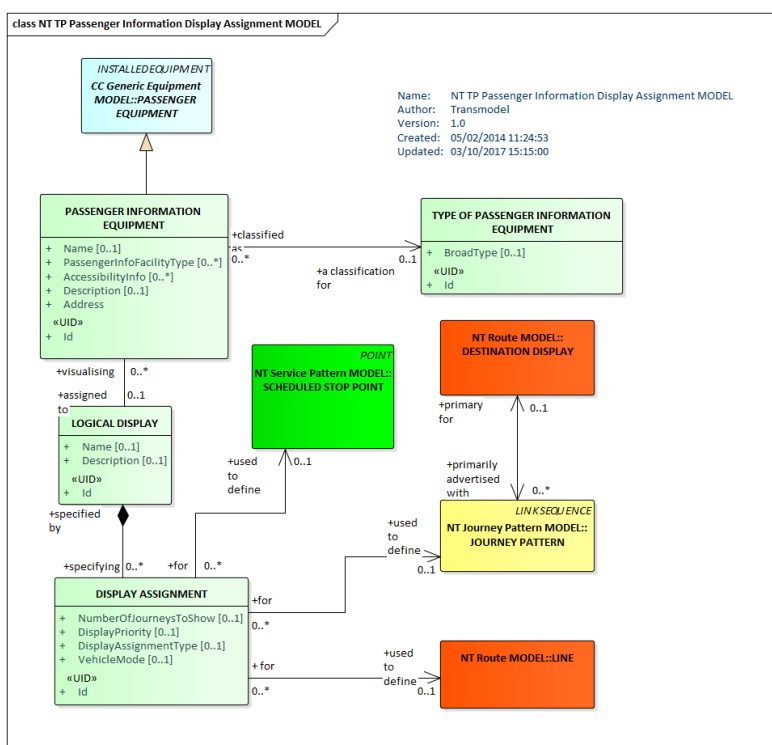 class NT TP Passenger Information Display Assignment MODEL
INSTALLEDEQUIPMENT
CC Generic Equipment
MODEL::PASSENGER
EQUIPMENT
Name: NT TP Passenger Information Display Assignment MODEL
Author: Transmodel
Version: 1.0
Created: 05/02/2014 11:24:53
Updated: 03/10/2017 15:15:00
PASSENGER INFORMATION
EQUIPMENT
+ Name [0..1]
+ PassengerInfoFacilityType [0..*]
+ AccessibilityInfo [0..*]
+ Description [0..1]
+ Address
«UID»
+ Id
+classified
as
0..*
+a classification
for
0..1
TYPE OF PASSENGER INFORMATION
EQUIPMENT
+ BroadType [0..1]
«UID»
+ Id
+visualising
0..*
+assigned
to
0..1
LOGICAL DISPLAY
+ Name [0..1]
+ Description [0..1]
«UID»
+ Id
POINT
NT Service Pattern MODEL::
SCHEDULED STOP POINT
NT Route MODEL::
DESTINATION DISPLAY
+primary
for
0..1
+used
to
define
0..1
+primarily
advertised
with
0..*
+specified
by
LINKSEQUENCE
NT Journey Pattern MODEL::
JOURNEY PATTERN
+used
to
define
0..1
+specifying
0..*
+for
0..*
DISPLAY ASSIGNMENT
+ NumberOfJourneysToShow [0..1]
+ DisplayPriority [0..1]
+ DisplayAssignmentType [0..1]
+ VehicleMode [0..1]
«UID»
+ Id
+for
0..*
+ for
0..*
+used
to
define
0..1
NT Route MODEL::LINE